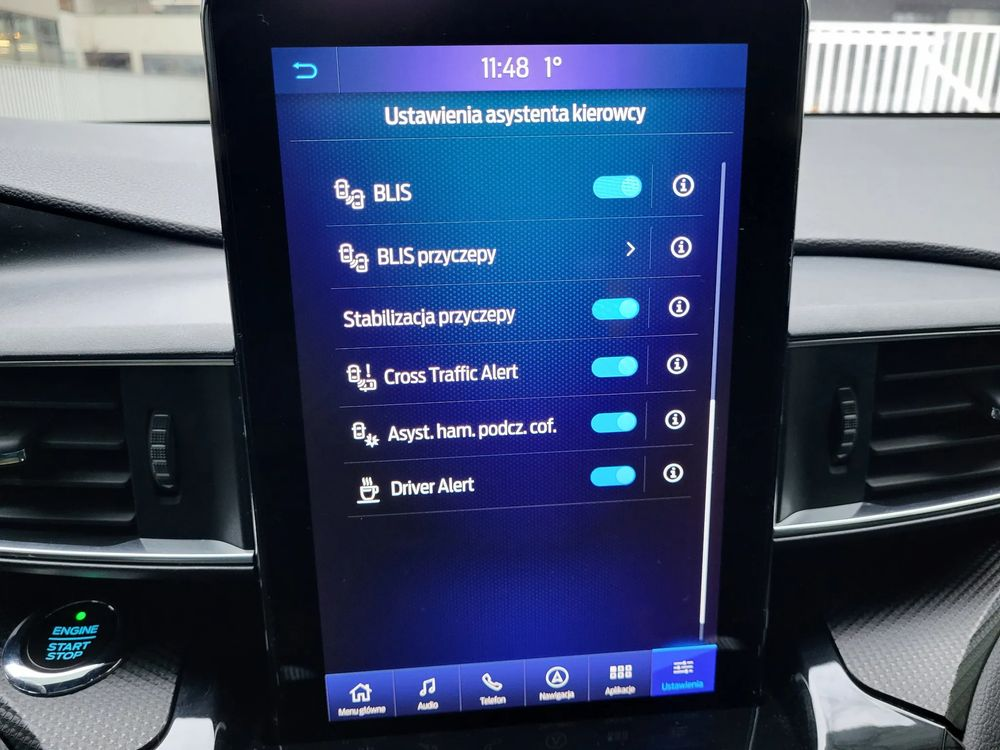 11:48 1°
Ustawienia asystenta kierowcy
BLIS
BLIS przyczepy
Stabilizacja przyczepy
Cross Traffic Alert
Asyst. ham. podcz. cof.
Driver Alert
ENGINE
START
STOP
Menu główne
Audio
Telefon
Nawigacja
Aplikacje
Ustawienia